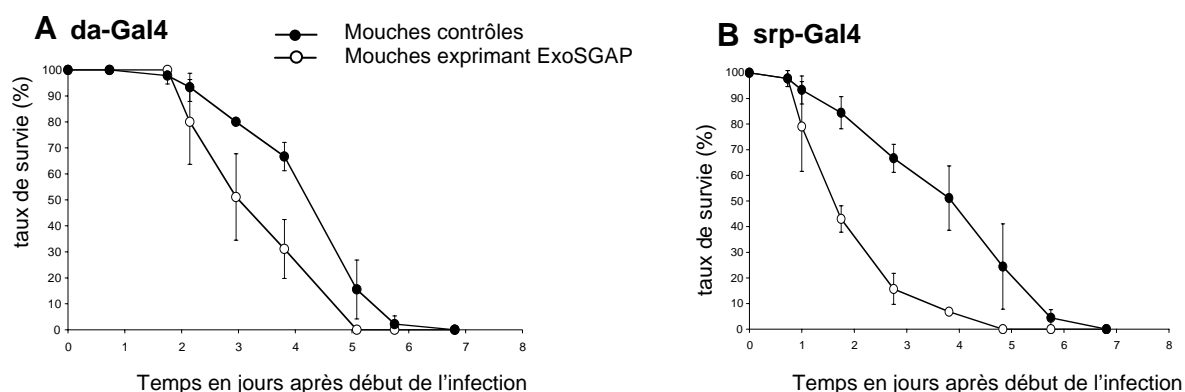 A da-Gal4
Mouches contrôles
Mouches exprimant ExoSGAP
taux de survie (%)
100
90
80
70
60
50
40
30
20
10
0
0 1 2 3 4 5 6 7 8
Temps en jours après début de l'infection
B srp-Gal4
taux de survie (%)
100
90
80
70
60
50
40
30
20
10
0
0 1 2 3 4 5 6 7 8
Temps en jours après début de l'infection